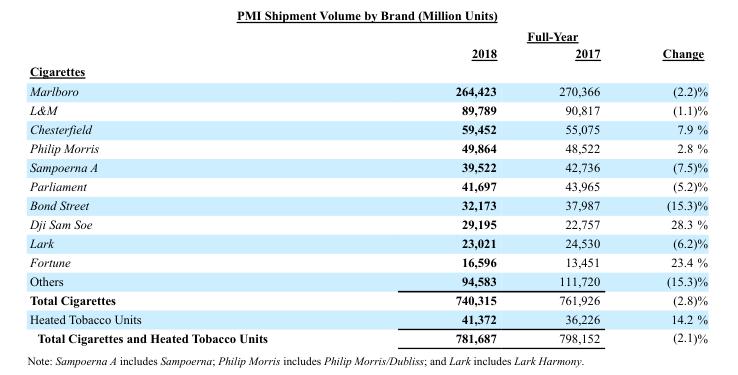 PMI Shipment Volume by Brand (Million Units)
Full-Year
2018 2017 Change
Cigarettes
Marlboro 264,423 270,366 (2.2)%
L&M 89,789 90,817 (1.1)%
Chesterfield 59,452 55,075 7.9 %
Philip Morris 49,864 48,522 2.8 %
Sampoerna A 39,522 42,736 (7.5)%
Parliament 41,697 43,965 (5.2)%
Bond Street 32,173 37,987 (15.3)%
Dji Sam Soe 29,195 22,757 28.3 %
Lark 23,021 24,530 (6.2)%
Fortune 16,596 13,451 23.4 %
Others 94,583 111,720 (15.3)%
Total Cigarettes 740,315 761,926 (2.8)%
Heated Tobacco Units 41,372 36,226 14.2 %
Total Cigarettes and Heated Tobacco Units 781,687 798,152 (2.1)%
Note: Sampoerna A includes Sampoerna; Philip Morris includes Philip Morris/Dubliss; and Lark includes Lark Harmony.